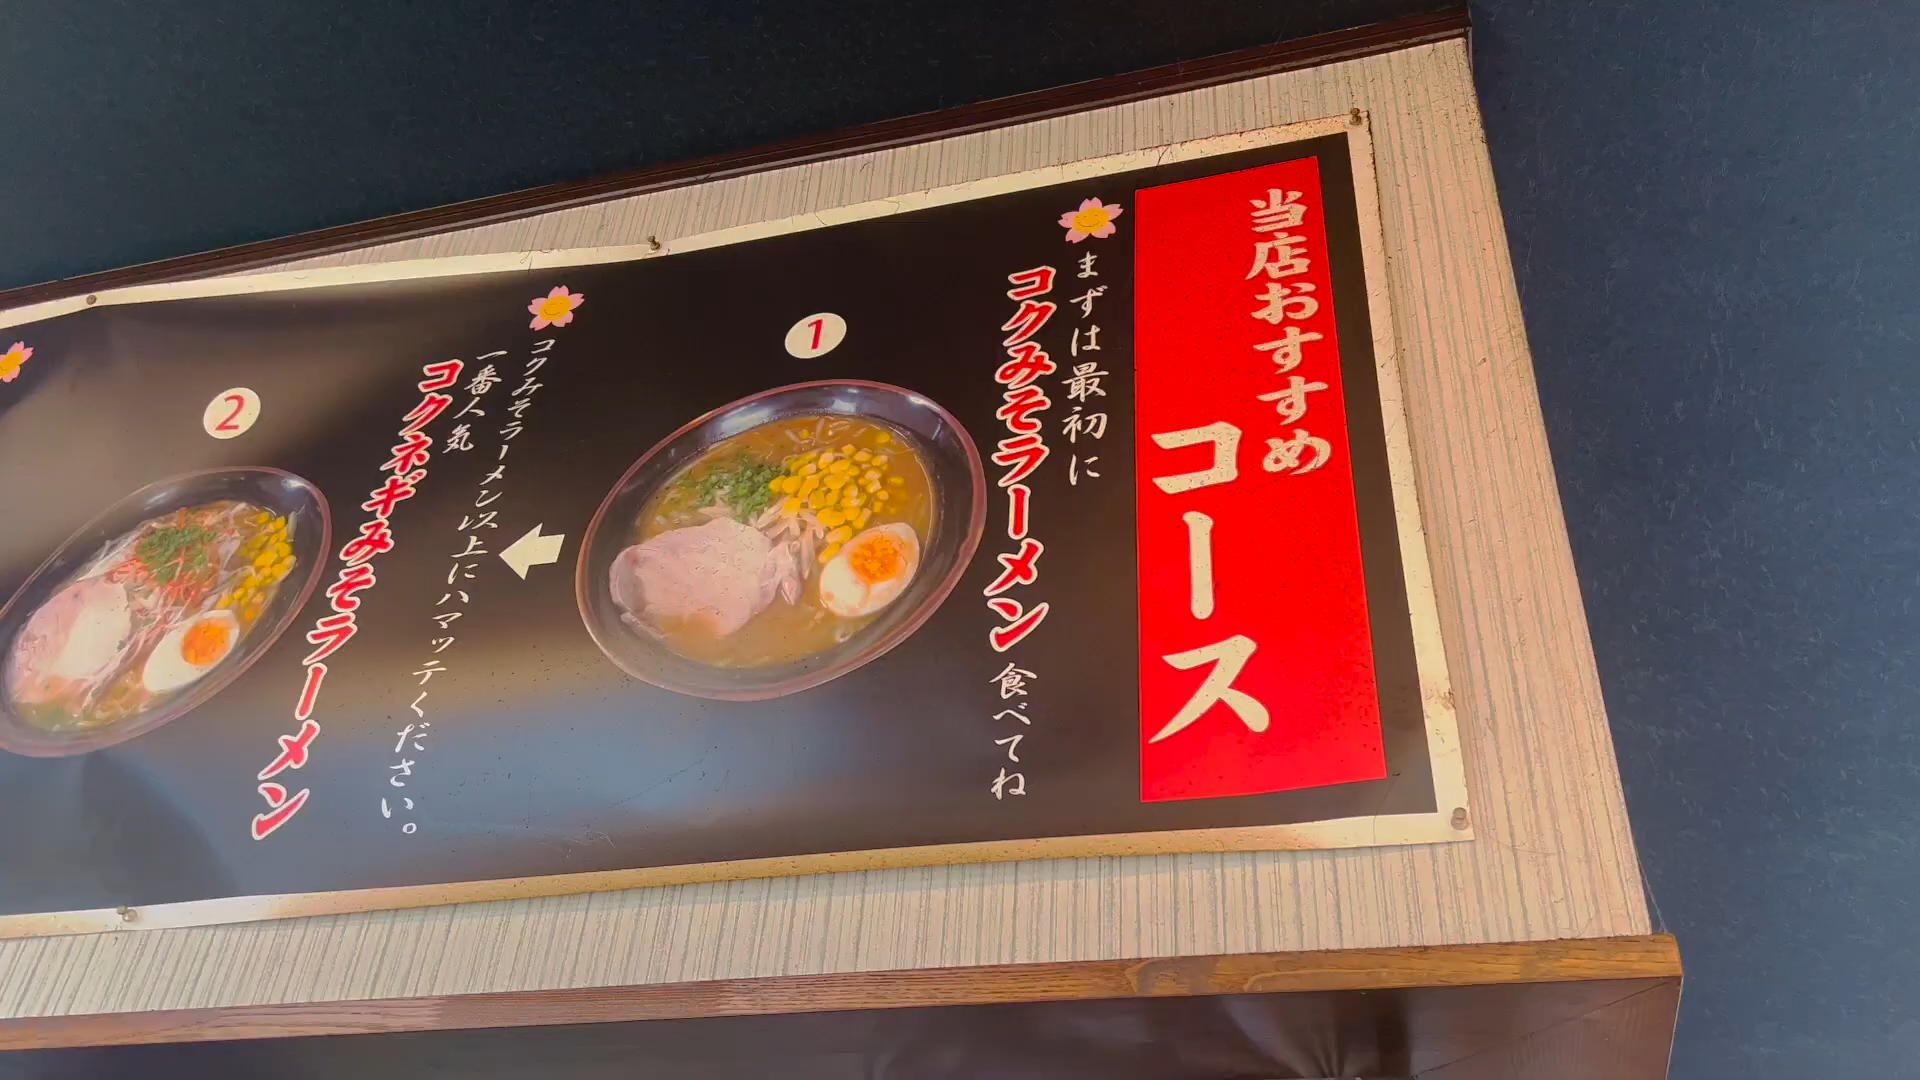 当店おすすめ
コース
まずは最初に
コクみそラーメン食べてね
1
コクみそラーメン以上にハマッテください。
一番人気
コクネギみそラーメン
2